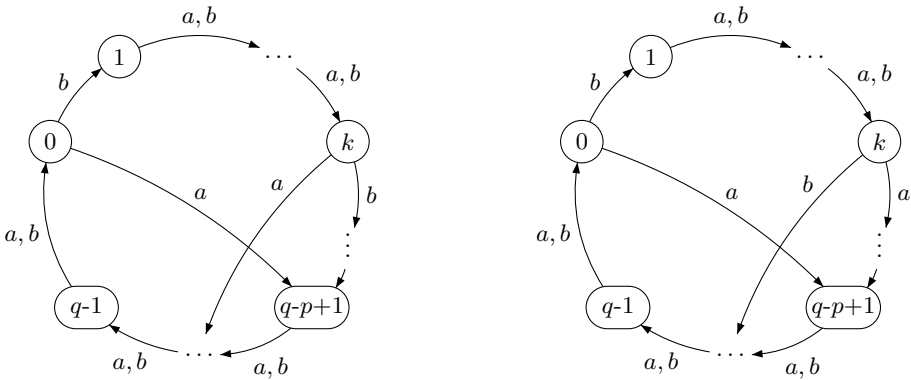 a, b
a, b
1
. . .
1
. . .
b
a, b
b
a, b
0
k
0
k
a
a
b
a
b
a
a, b
a, b
q-1
q-p+1
q-1
q-p+1
. . .
. . .
a, b
a, b
a, b
a, b